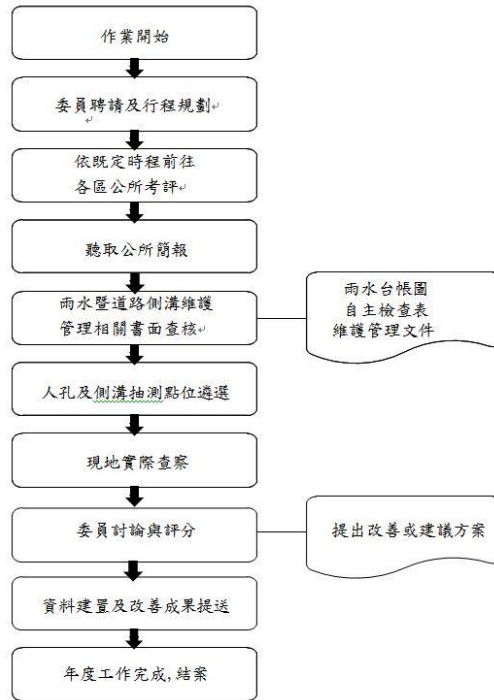 作業開始
委員聘請及行程規劃
依既定時程前往
各區公所考評
聽取公所簡報
雨水暨道路側溝維護
管理相關書面查核
雨水台帳圖
自主檢查表
維護管理文件
人孔及側溝抽測點位遴選
現地實際查察
委員討論與評分
提出改善或建議方案
資料建置及改善成果提送
年度工作完成,結案